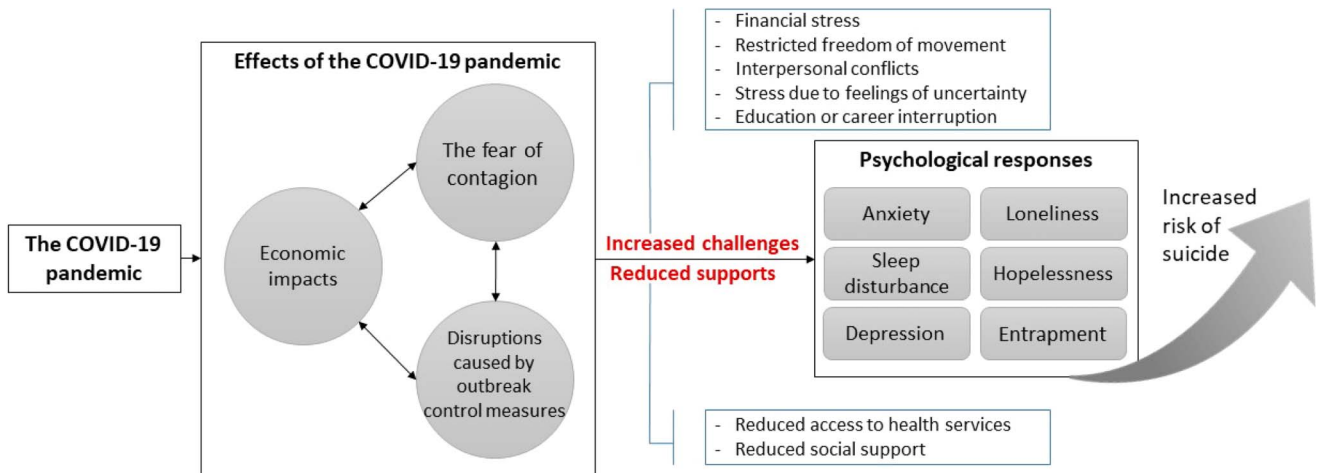 The COVID-19
pandemic
Effects of the COVID-19 pandemic
The fear of
contagion
Economic
impacts
Disruptions
caused by
outbreak
control measures
Increased challenges
Reduced supports
- Financial stress
- Restricted freedom of movement
- Interpersonal conflicts
- Stress due to feelings of uncertainty
- Education or career interruption
Psychological responses
Anxiety
Loneliness
Sleep
disturbance
Hopelessness
Depression
Entrapment
- Reduced access to health services
- Reduced social support
Increased
risk of
suicide